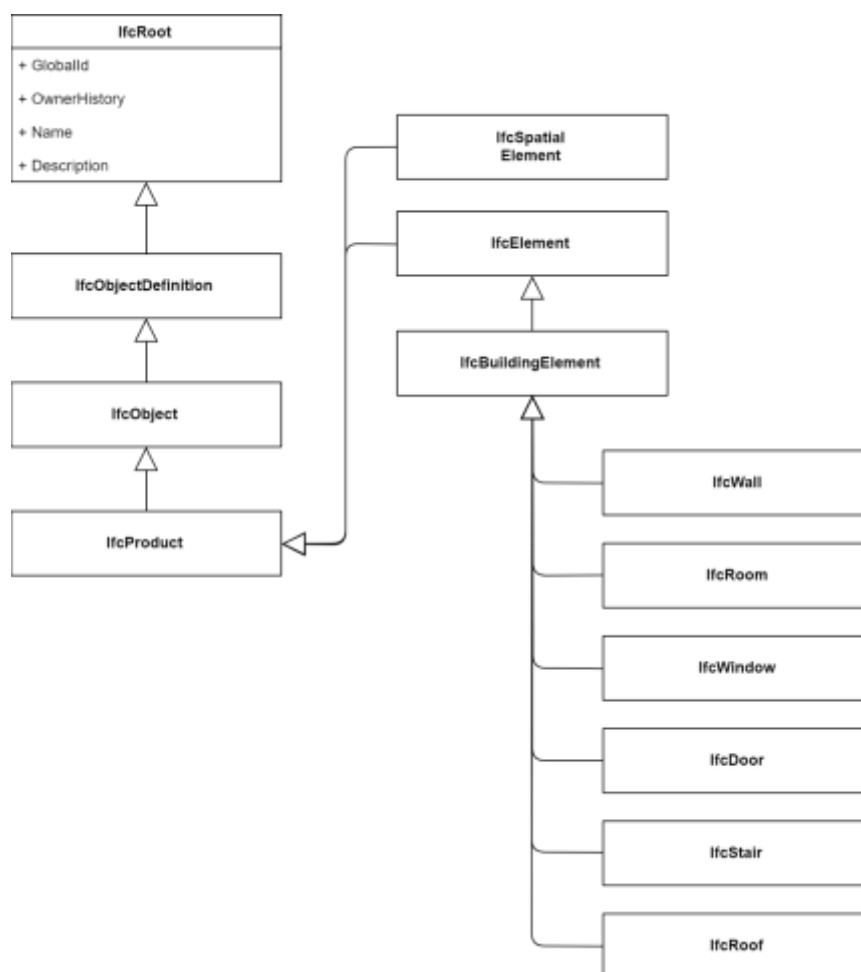 IfcRoot
+ GlobalId
+ OwnerHistory
+ Name
+ Description
IfcObjectDefinition
IfcObject
IfcProduct
IfcSpatial
Element
IfcElement
IfcBuildingElement
IfcWall
IfcRoom
IfcWindow
IfcDoor
IfcStair
IfcRoof